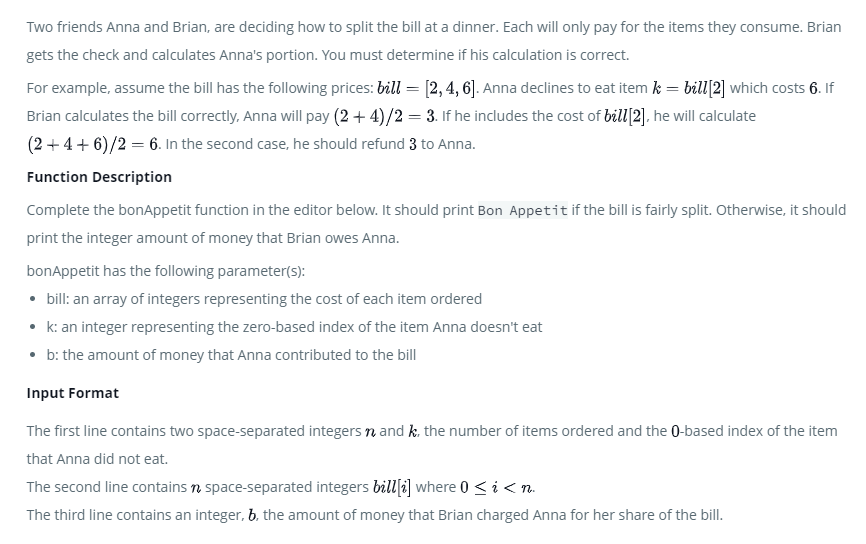 Two friends Anna and Brian, are deciding how to split the bill at a dinner. Each will only pay for the items they consume. Brian
gets the check and calculates Anna's portion. You must determine if his calculation is correct.
For example, assume the bill has the following prices: bill = [2, 4, 6]. Anna declines to eat item k = bill[2] which costs 6. If
Brian calculates the bill correctly, Anna will pay (2 + 4)/2 = 3. If he includes the cost of bill[2], he will calculate
(2 + 4 + 6)/2 = 6. In the second case, he should refund 3 to Anna.
Function Description
Complete the bonAppetit function in the editor below. It should print Bon Appetit if the bill is fairly split. Otherwise, it should
print the integer amount of money that Brian owes Anna.
bonAppetit has the following parameter(s):
• bill: an array of integers representing the cost of each item ordered
• k: an integer representing the zero-based index of the item Anna doesn't eat
• b: the amount of money that Anna contributed to the bill
Input Format
The first line contains two space-separated integers n and k, the number of items ordered and the 0-based index of the item
that Anna did not eat.
The second line contains n space-separated integers bill[i] where 0 ≤ i < n.
The third line contains an integer, b, the amount of money that Brian charged Anna for her share of the bill.